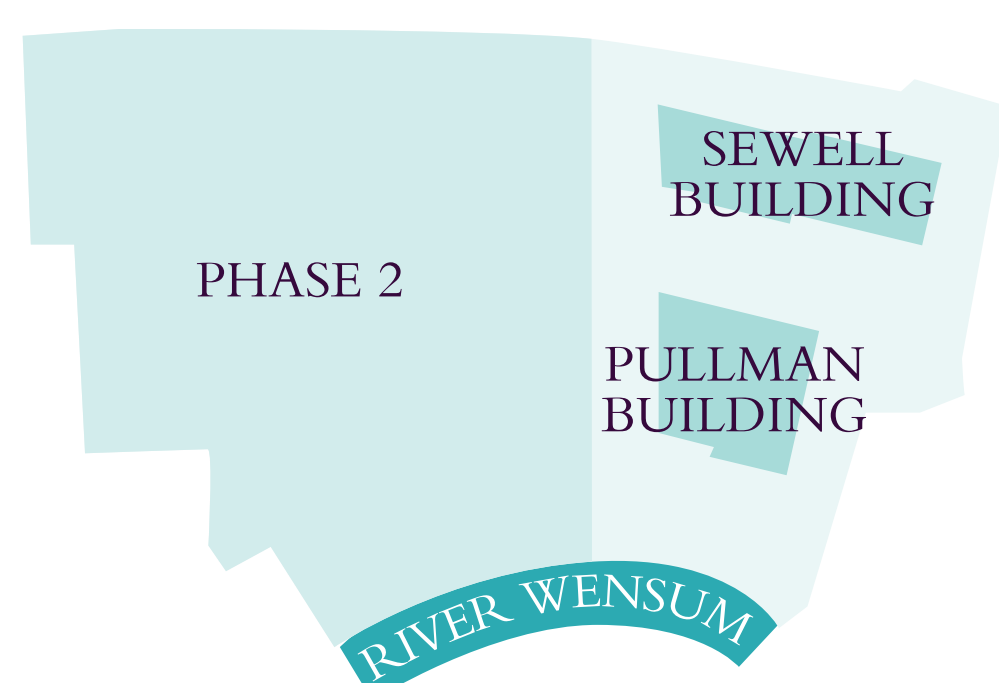 SEWELL
BUILDING
PHASE 2
PULLMAN
BUILDING
RIVER WENSUM